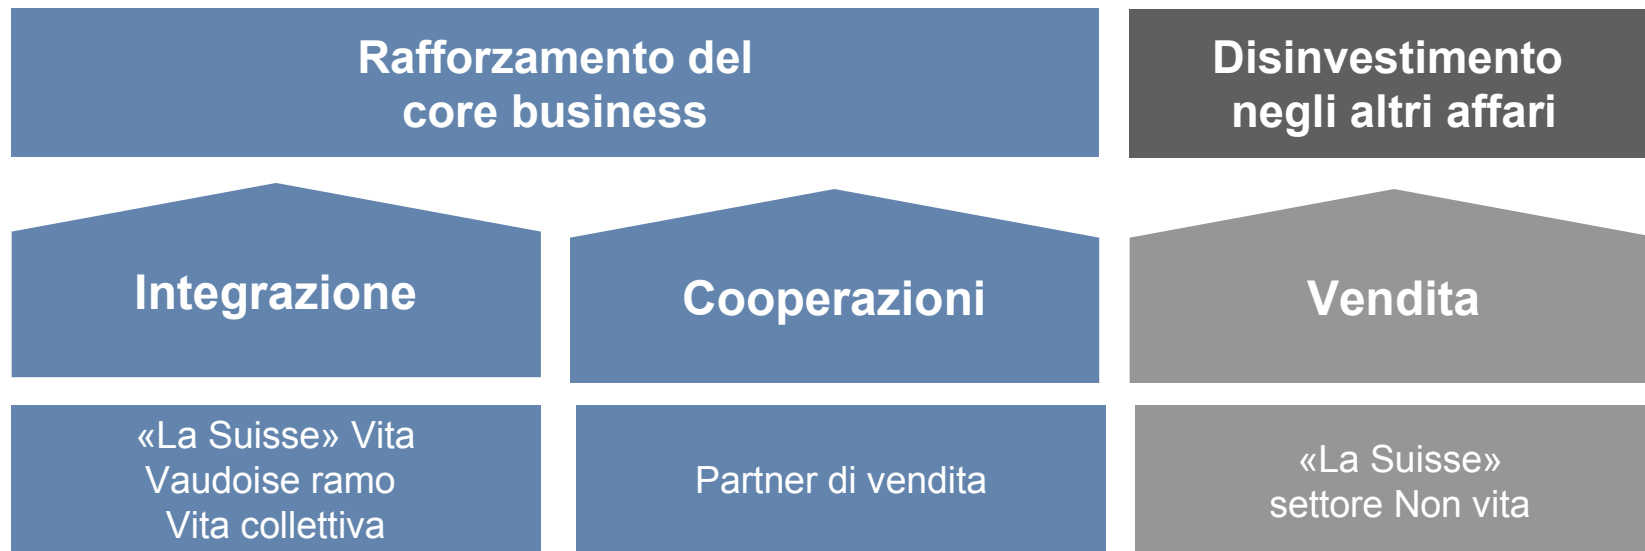 Rafforzamento del
core business
Disinvestimento
negli altri affari
Integrazione
Cooperazioni
Vendita
«La Suisse» Vita
Vaudoise ramo
Vita collettiva
Partner di vendita
«La Suisse»
settore Non vita